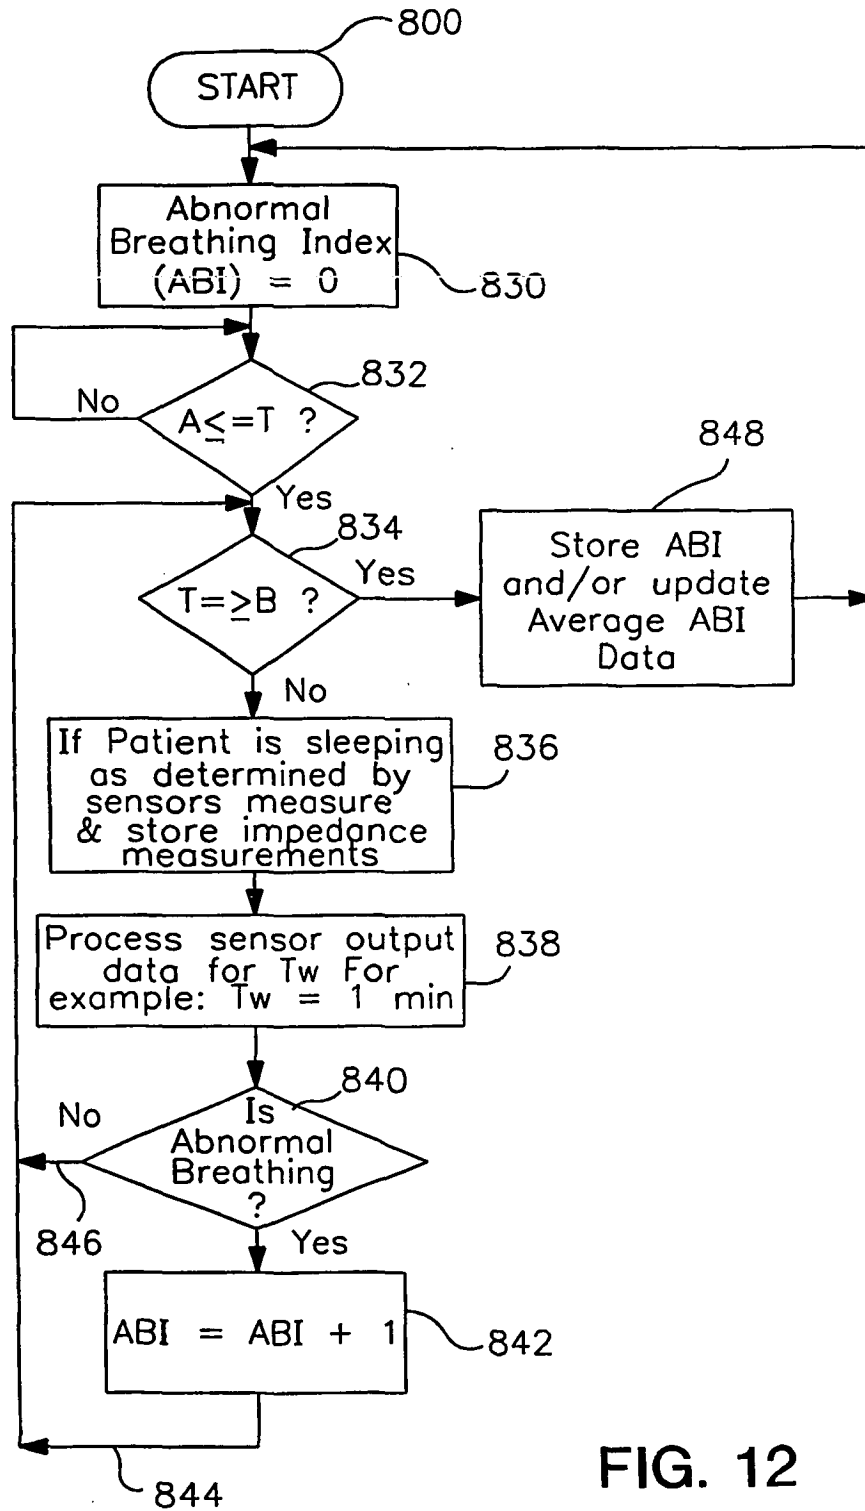 800
START
Abnormal
Breathing Index
(ABI) = 0
830
832
No
A<=T ?
Yes
834
848
T=>B ?
Yes
Store ABI
and/or update
Average ABI
Data
No
If Patient is sleeping
as determined by
sensors measure
& store impedance
measurements
836
Process sensor output
data for Tw For
example: Tw = 1 min
838
840
No
Is
Abnormal
Breathing
?
846
Yes
ABI = ABI + 1
842
844
FIG. 12